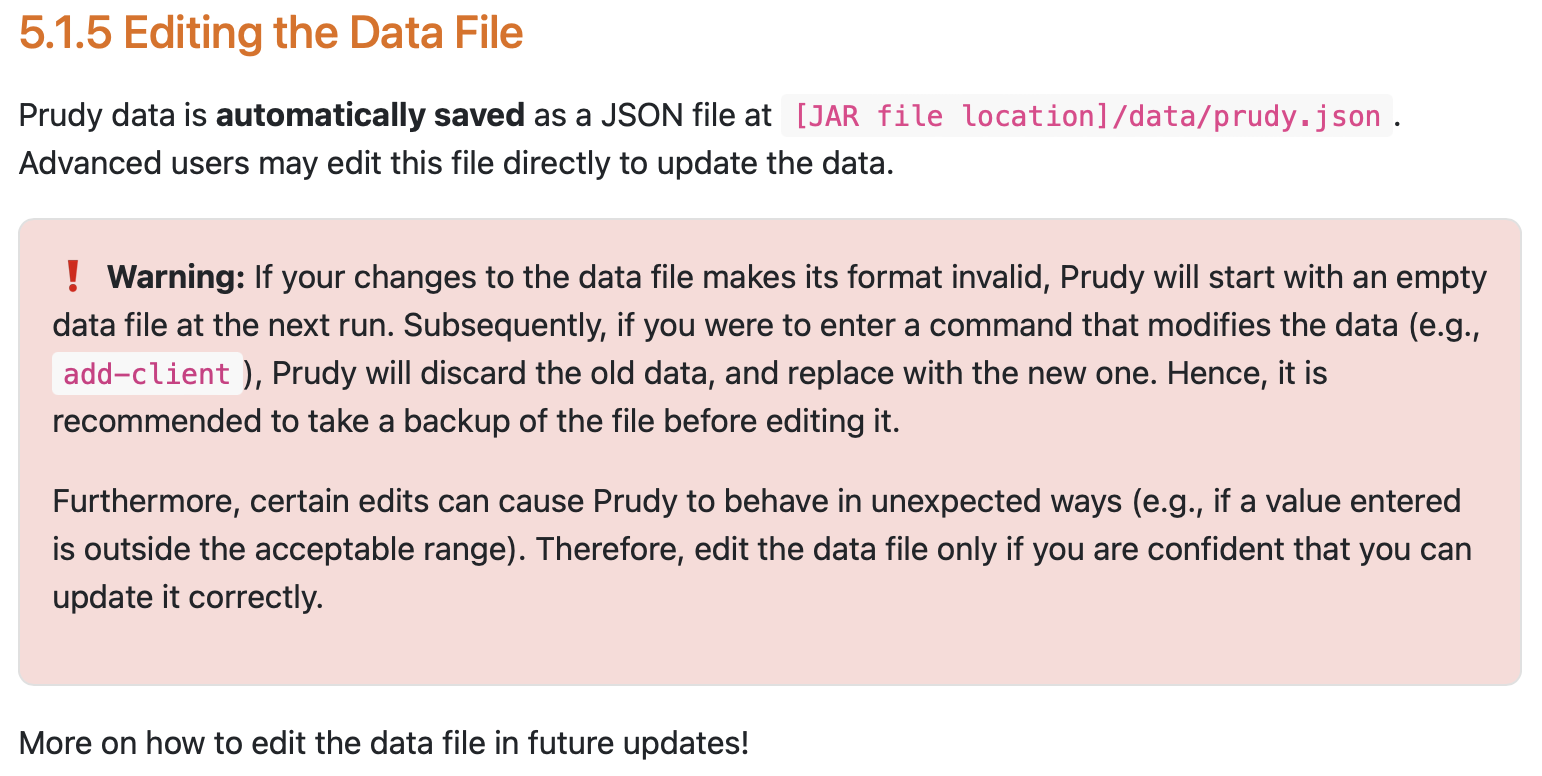 5.1.5 Editing the Data File
Prudy data is automatically saved as a JSON file at [JAR file location]/data/prudy.json.
Advanced users may edit this file directly to update the data.
❗ Warning: If your changes to the data file makes its format invalid, Prudy will start with an empty
data file at the next run. Subsequently, if you were to enter a command that modifies the data (e.g.,
add-client), Prudy will discard the old data, and replace with the new one. Hence, it is
recommended to take a backup of the file before editing it.
Furthermore, certain edits can cause Prudy to behave in unexpected ways (e.g., if a value entered
is outside the acceptable range). Therefore, edit the data file only if you are confident that you can
update it correctly.
More on how to edit the data file in future updates!